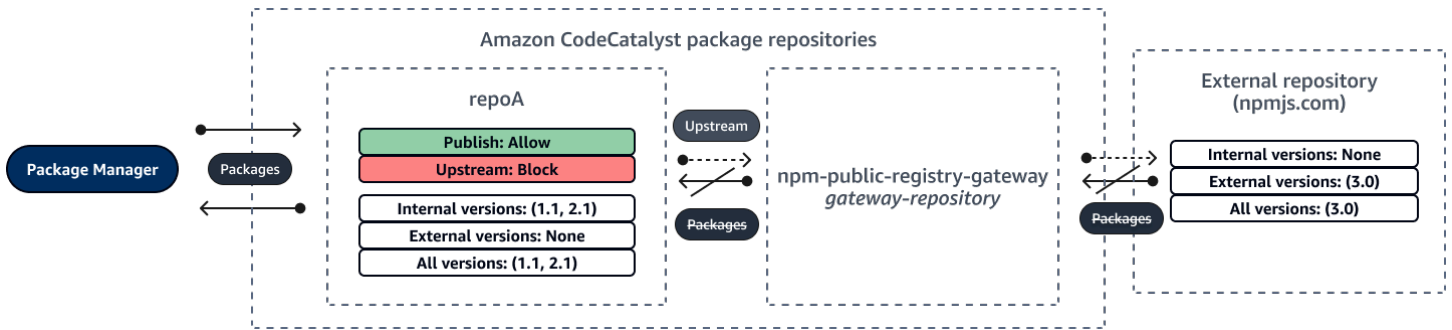 Amazon CodeCatalyst package repositories
Package Manager
Packages
repoA
Publish: Allow
Upstream: Block
Internal versions: (1.1, 2.1)
External versions: None
All versions: (1.1, 2.1)
Upstream
Packages
npm-public-registry-gateway
gateway-repository
Packages
External repository
(npmjs.com)
Internal versions: None
External versions: (3.0)
All versions: (3.0)